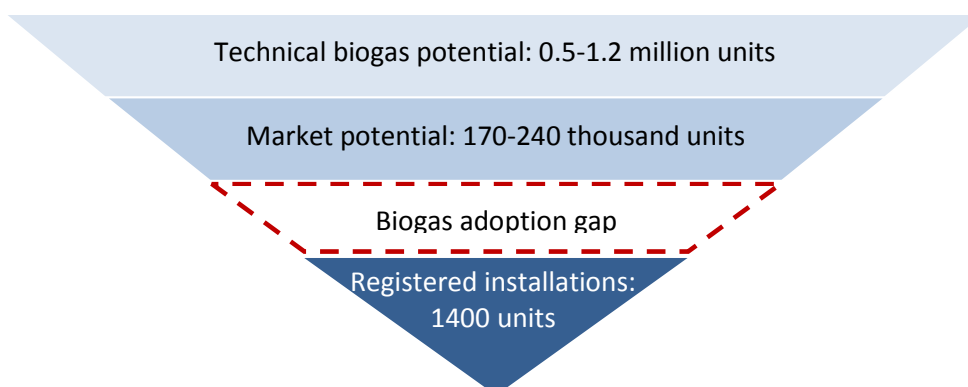 Technical biogas potential: 0.5-1.2 million units
Market potential: 170-240 thousand units
Biogas adoption gap
Registered installations:
1400 units